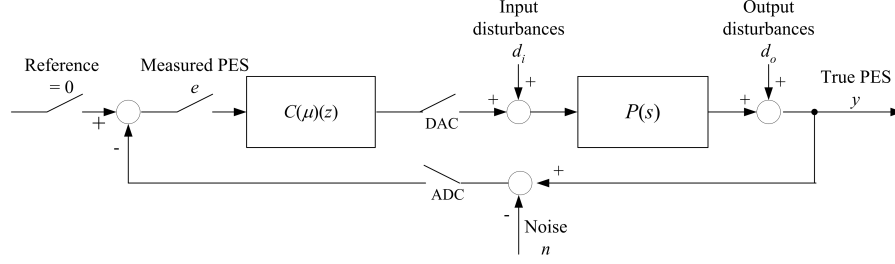 Reference
= 0
+
-
Measured PES
e
C(μ)(z)
DAC
Input
disturbances
d_i
+
+
P(s)
Output
disturbances
d_o
+
+
True PES
y
ADC
+
-
Noise
n